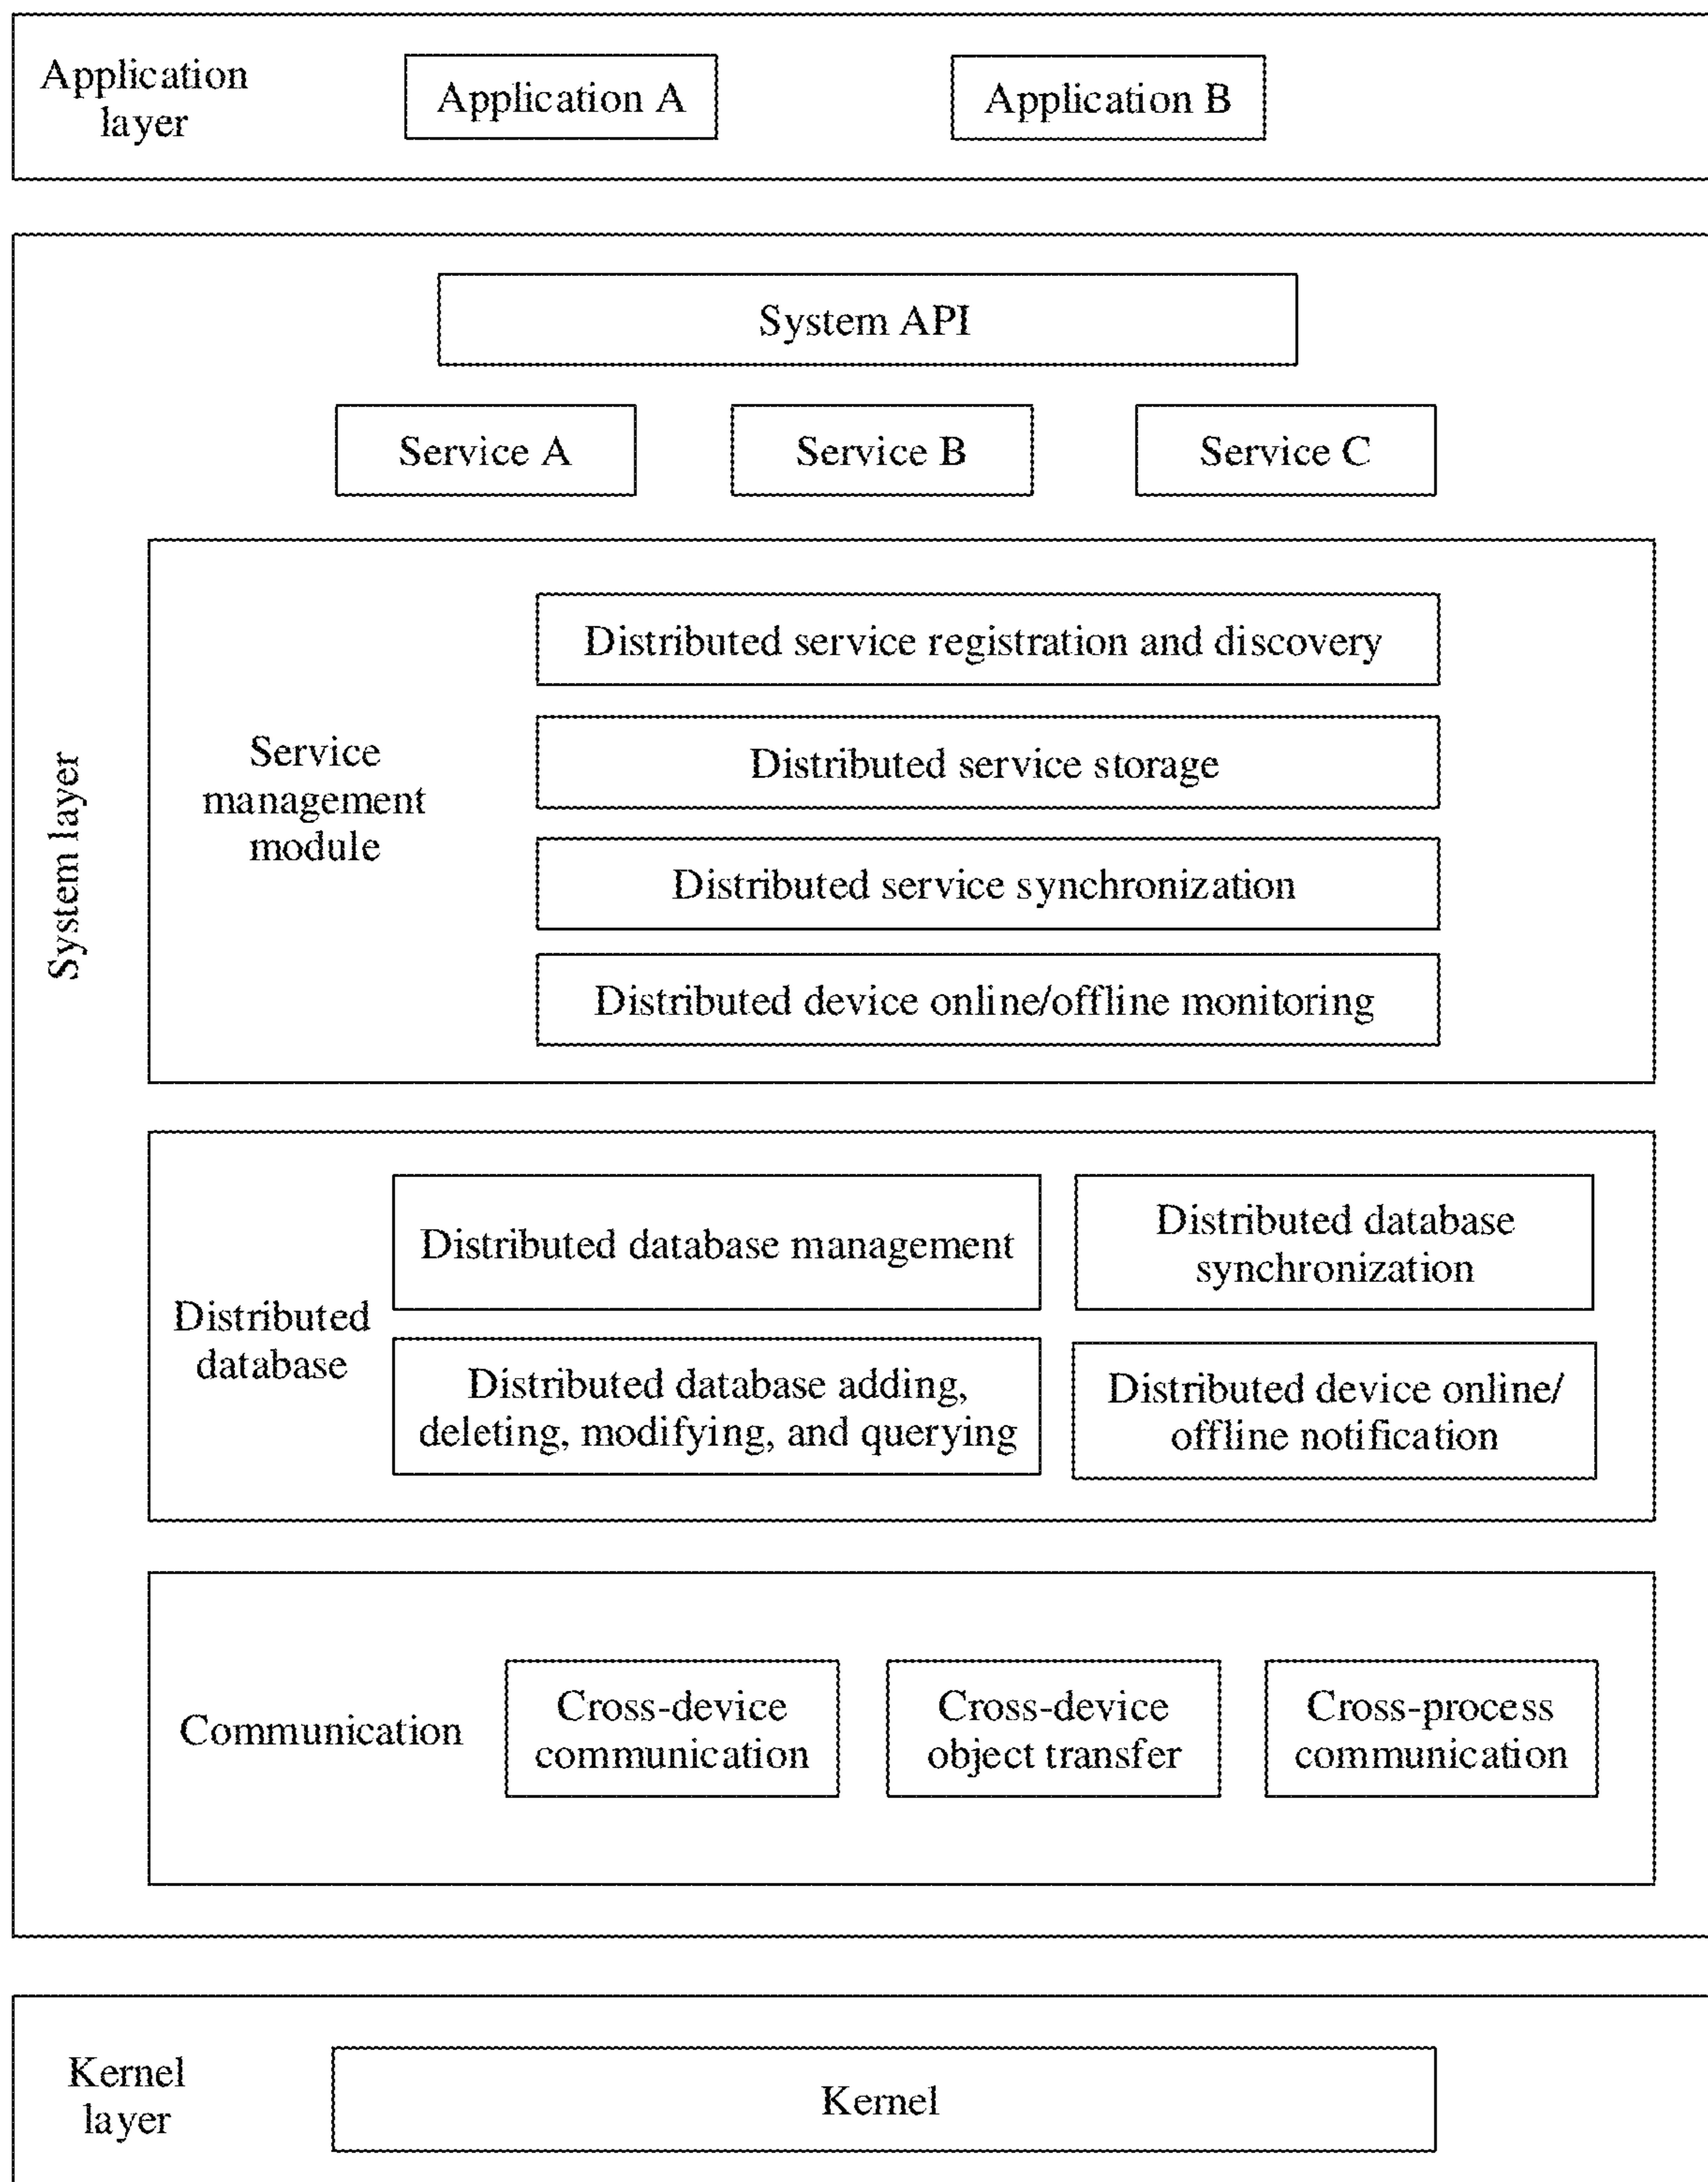 Application
layer
Application A
Application B
System layer
System API
Service A
Service B
Service C
Service
management
module
Distributed service registration and discovery
Distributed service storage
Distributed service synchronization
Distributed device online/offline monitoring
Distributed
database
Distributed database management
Distributed database
synchronization
Distributed database adding,
deleting, modifying, and querying
Distributed device online/
offline notification
Communication
Cross-device
communication
Cross-device
object transfer
Cross-process
communication
Kernel
layer
Kernel